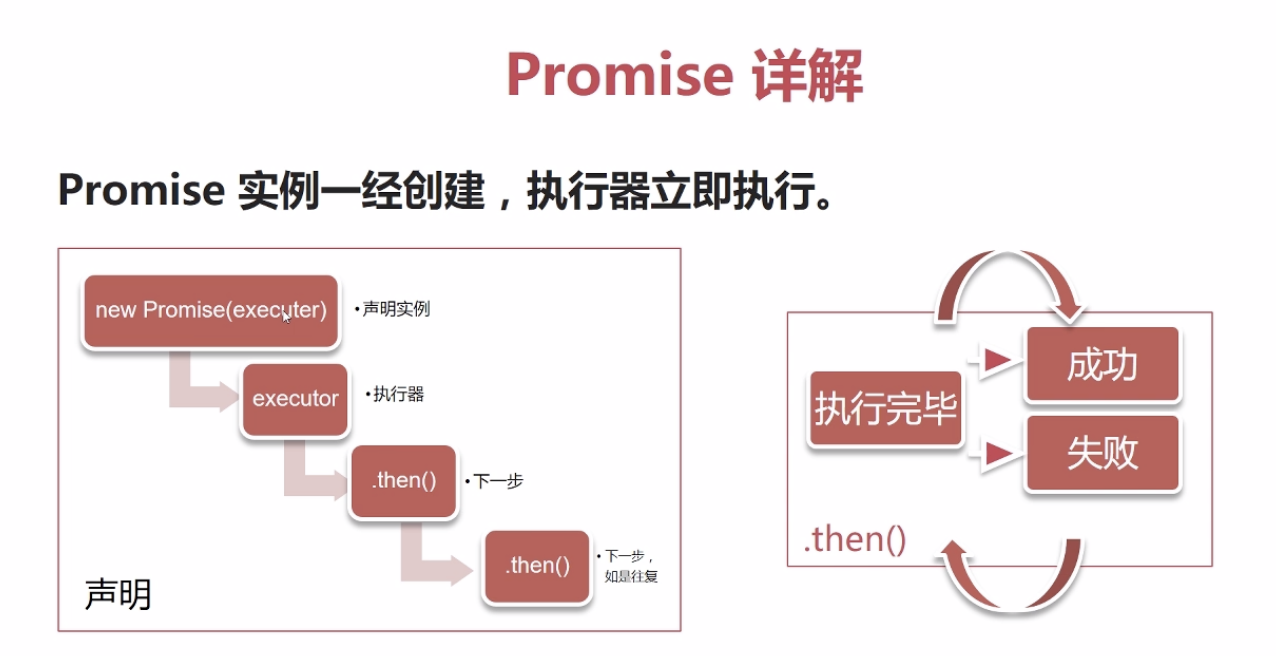 Promise 详解
Promise 实例一经创建，执行器立即执行。
new Promise(executer)
•声明实例
executor
•执行器
.then()
•下一步
.then()
•下一步，
如是往复
声明
执行完毕
成功
失败
.then()